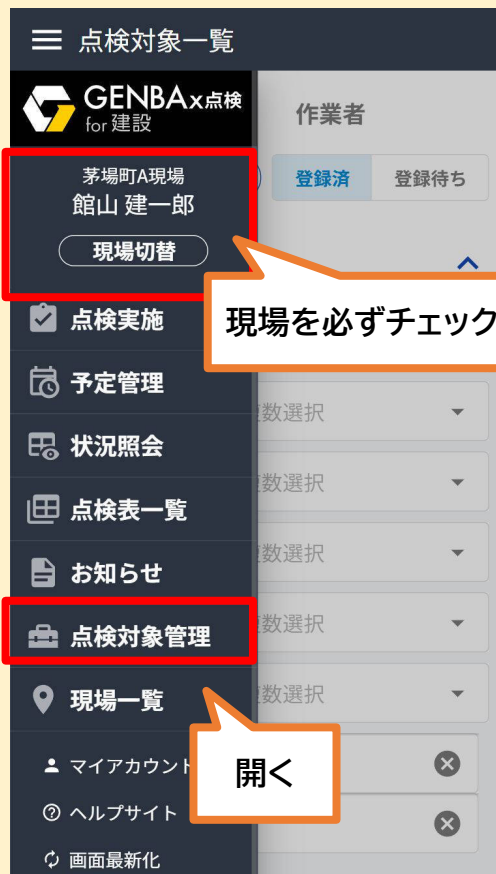 点検対象一覧
GENBAx点検
for 建設
作業者
茅場町A現場
登録済
登録待ち
館山 建一郎
現場切替
現場を必ずチェック
点検実施
予定管理
数選択
状況照会
数選択
点検表一覧
数選択
お知らせ
数選択
点検対象管理
数選択
現場一覧
開く
マイアカウント
ヘルプサイト
画面最新化